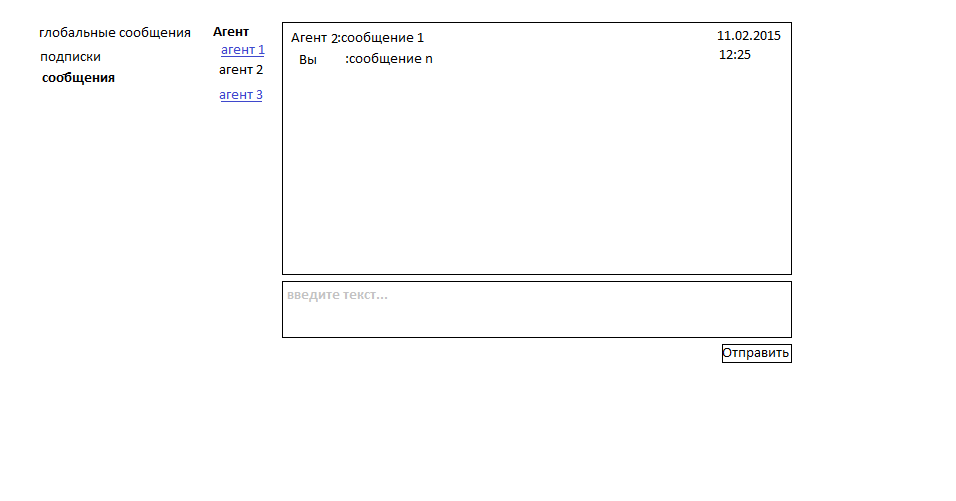 глобальные сообщения
подписки
сообщения
Агент
агент 1
агент 2
агент 3
Агент 2:сообщение 1 11.02.2015
Вы :сообщение n 12:25
введите текст...
Отправить